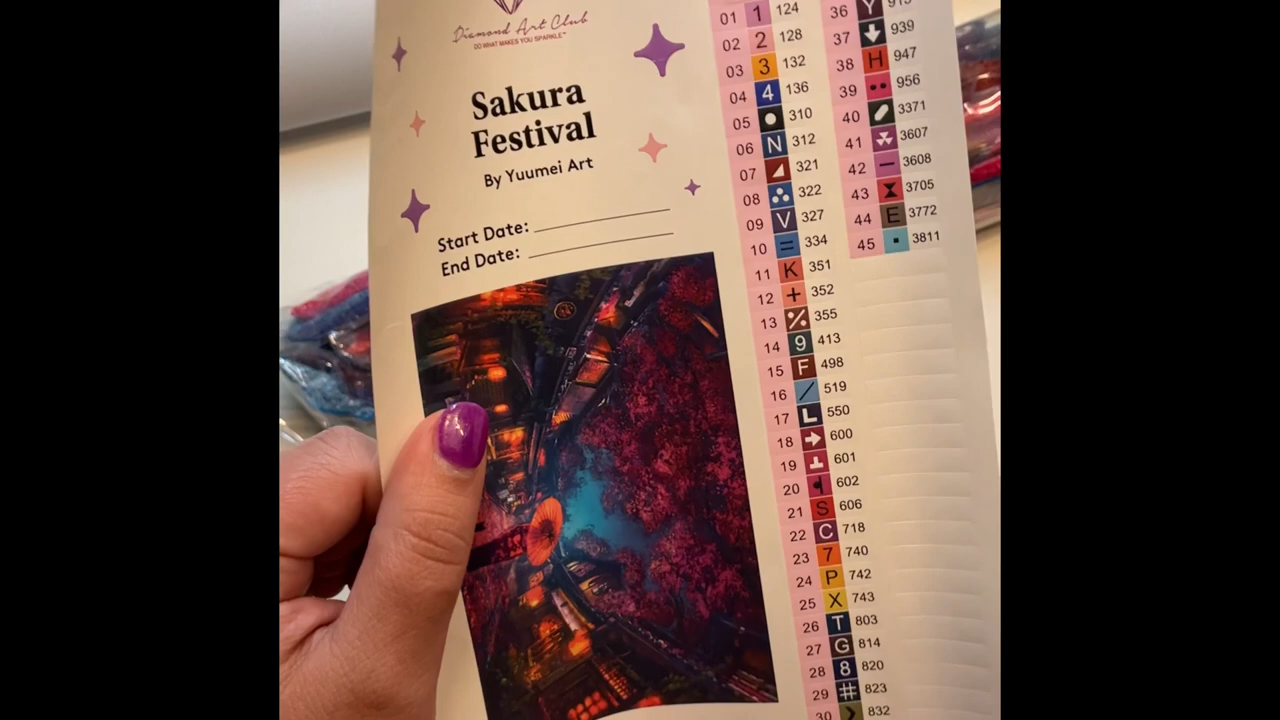 Diamond Art Club
DO WHAT MAKES YOU SPARKLE™
Sakura
Festival
By Yuumei Art
Start Date:
End Date:
01 1 124
02 2 128
03 3 132
04 4 136
05 310
06 N 312
07 321
08 322
09 V 327
10 = 334
11 K 351
12 + 352
13 % 355
14 9 413
15 F 498
16 / 519
17 L 550
18 600
19 601
20 602
21 S 606
22 C 718
23 7 740
24 P 742
25 X 743
26 T 803
27 G 814
28 8 820
29 # 823
30 832
36 Y 915
37 939
38 H 947
39 956
40 3371
41 3607
42 − 3608
43 3705
44 E 3772
45 3811